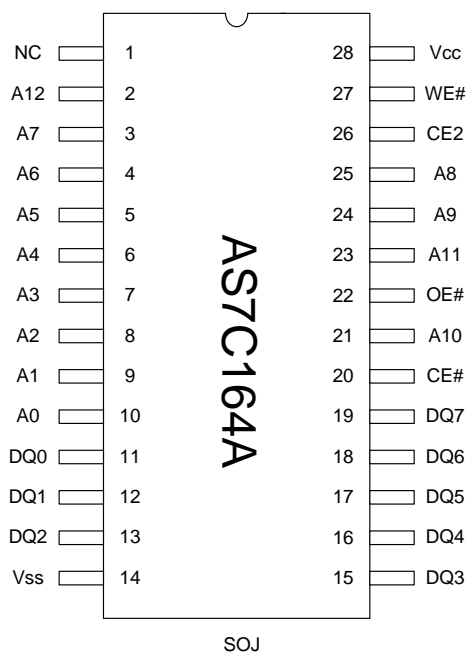 NC 1 28 Vcc
A12 2 27 WE#
A7 3 26 CE2
A6 4 25 A8
A5 5 24 A9
A4 6 23 A11
A3 7 22 OE#
A2 8 21 A10
A1 9 20 CE#
A0 10 19 DQ7
DQ0 11 18 DQ6
DQ1 12 17 DQ5
DQ2 13 16 DQ4
Vss 14 15 DQ3
AS7C164A
SOJ